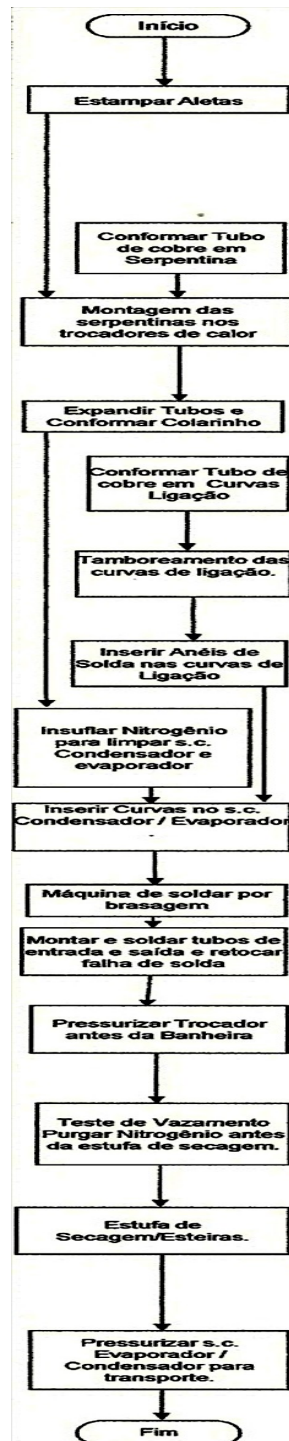 Início
Estampar Aletas
Conformar Tubo
de cobre em
Serpentina
Montagem das
serpentinas nos
trocadores de calor
Expandir Tubos e
Conformar Colarinho
Conformar Tubo de
cobre em Curvas
Ligação
Tamboreamento das
curvas de ligação.
Inserir Anéis de
Solda nas curvas de
Ligação
Insuflar Nitrogênio
para limpar s.c.
Condensador e
evaporador
Inserir Curvas no s.c.
Condensador / Evaporador
.
Máquina de soldar por
brasagem
Montar e soldar tubos de
entrada e saída e retocar
falha de solda
Pressurizar Trocador
antes da Banheira
Teste de Vazamento
Purgar Nitrogênio antes
da estufa de secagem.
Estufa de
Secagem/Esteiras.
Pressurizar s.c.
Evaporador /
Condensador para
transporte.
Fim